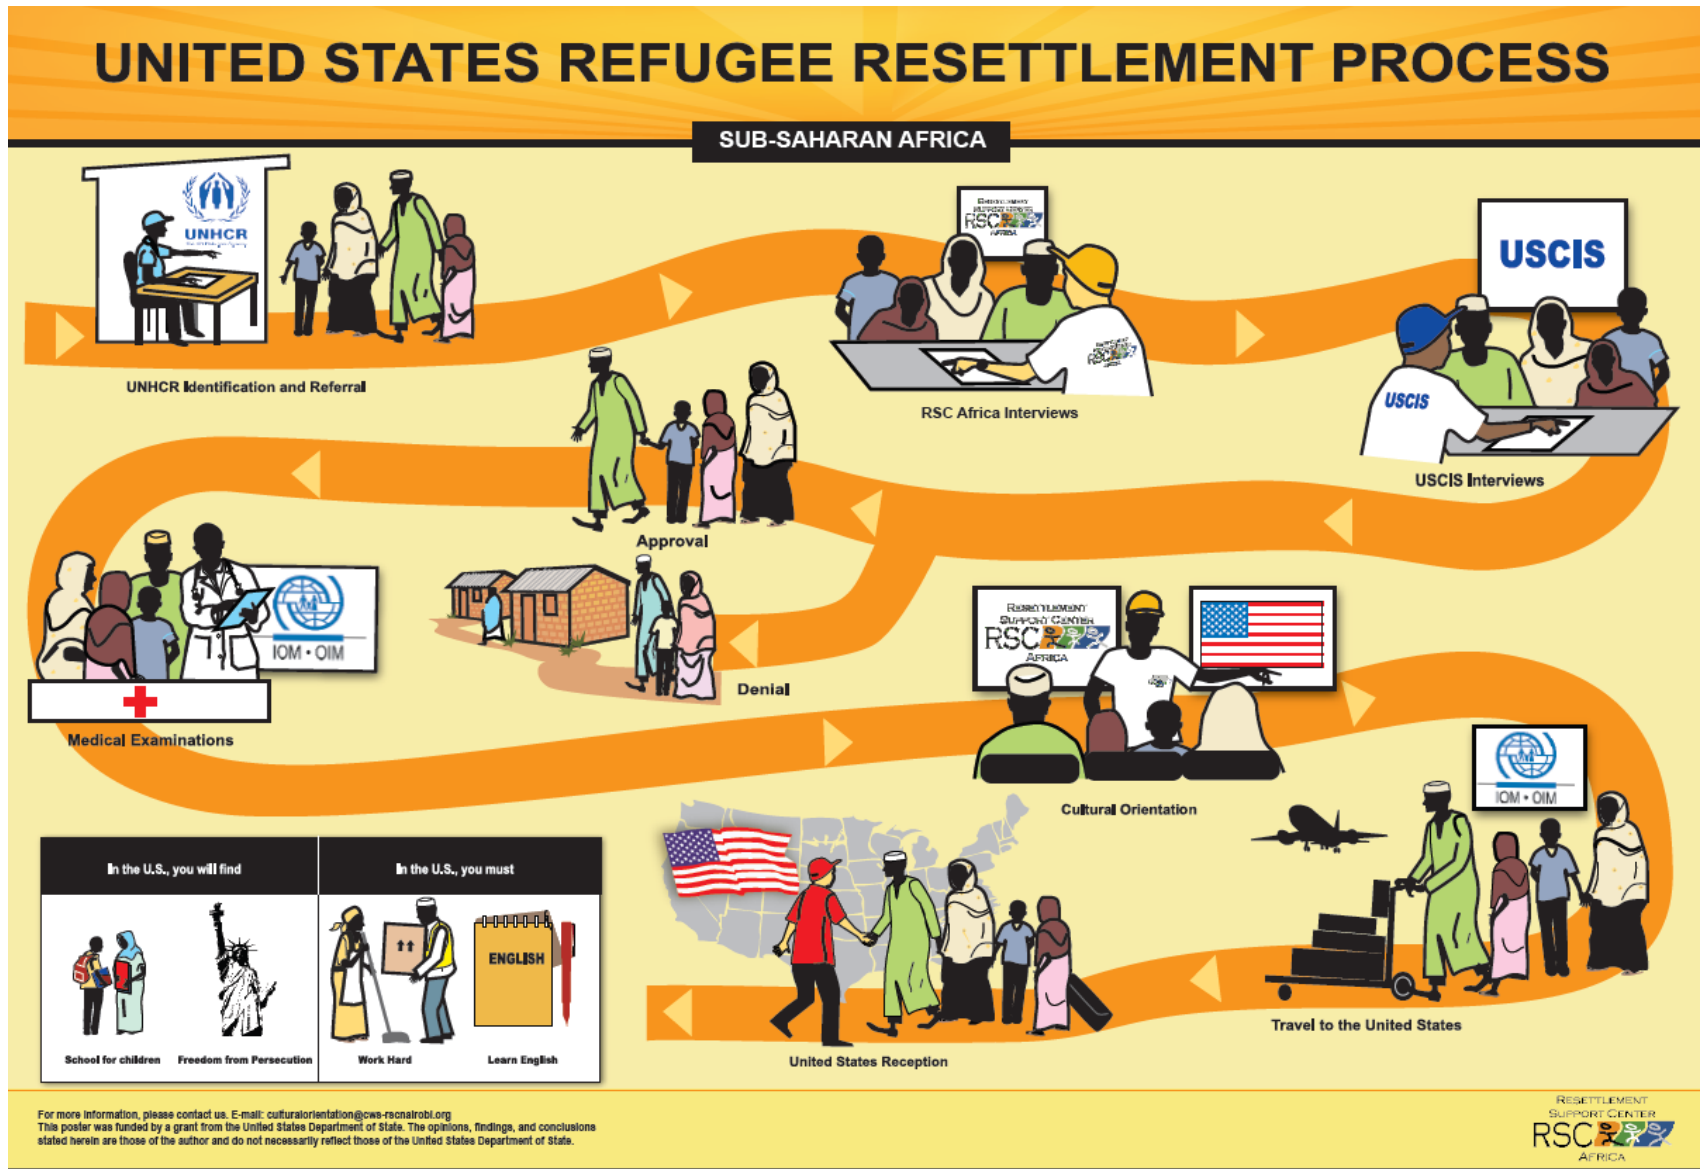 UNITED STATES REFUGEE RESETTLEMENT PROCESS
SUB-SAHARAN AFRICA
UNHCR
UNHCR Identification and Referral
RESETTLEMENT
SUPPORT CENTER
RSC
AFRICA
RSC
RSC Africa Interviews
USCIS
USCIS
USCIS Interviews
Approval
Denial
IOM • OIM
Medical Examinations
RESETTLEMENT
SUPPORT CENTER
RSC
AFRICA
Cultural Orientation
IOM • OIM
Travel to the United States
United States Reception
In the U.S., you will find
In the U.S., you must
ENGLISH
School for children
Freedom from Persecution
Work Hard
Learn English
For more information, please contact us. E-mail: culturalorientation@cws-rscnairobi.org
This poster was funded by a grant from the United States Department of State. The opinions, findings, and conclusions
stated herein are those of the author and do not necessarily reflect those of the United States Department of State.
RESETTLEMENT
SUPPORT CENTER
RSC
AFRICA